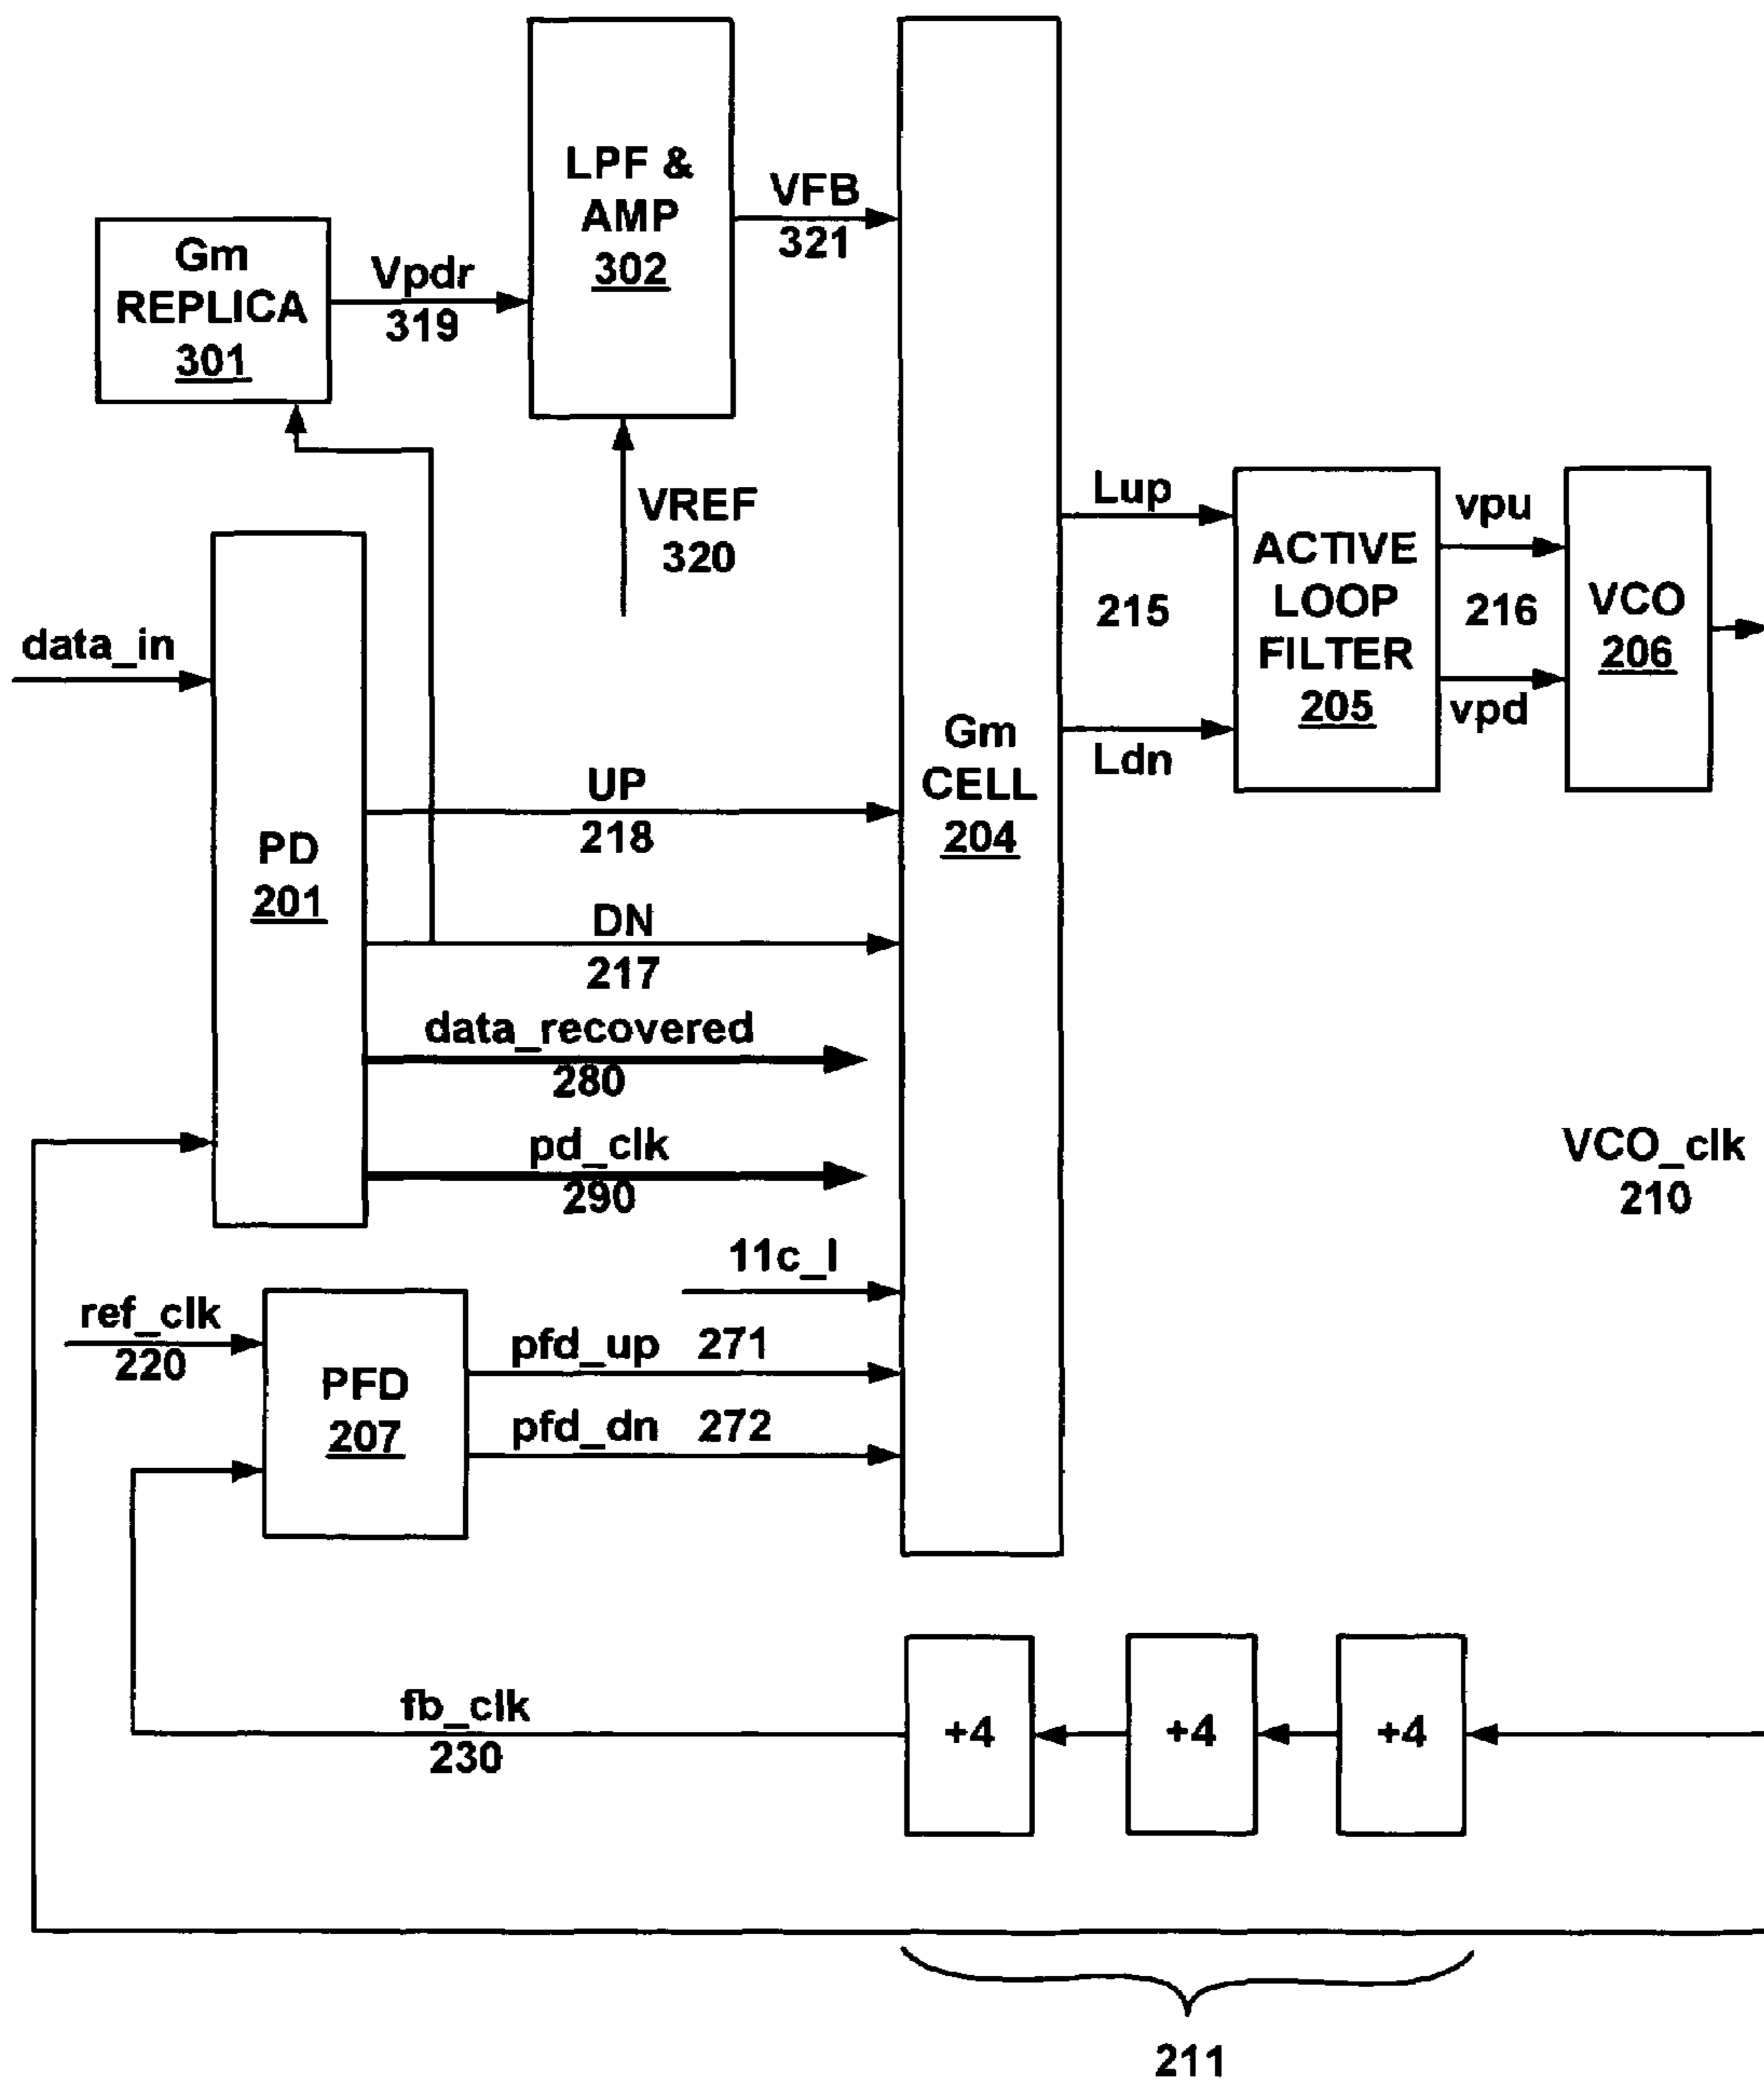 LPF &
AMP
302
VFB
321
Gm
REPLICA
301
Vpdr
319
VREF
320
data_in
PD
201
UP
218
DN
217
data_recovered
280
pd_clk
290
Gm
CELL
204
Lup
215
Ldn
ACTIVE
LOOP
FILTER
205
vpu
216
vpd
VCO
206
VCO_clk
210
11c_l
ref_clk
220
PFD
207
pfd_up 271
pfd_dn 272
fb_clk
230
+4
+4
+4
211